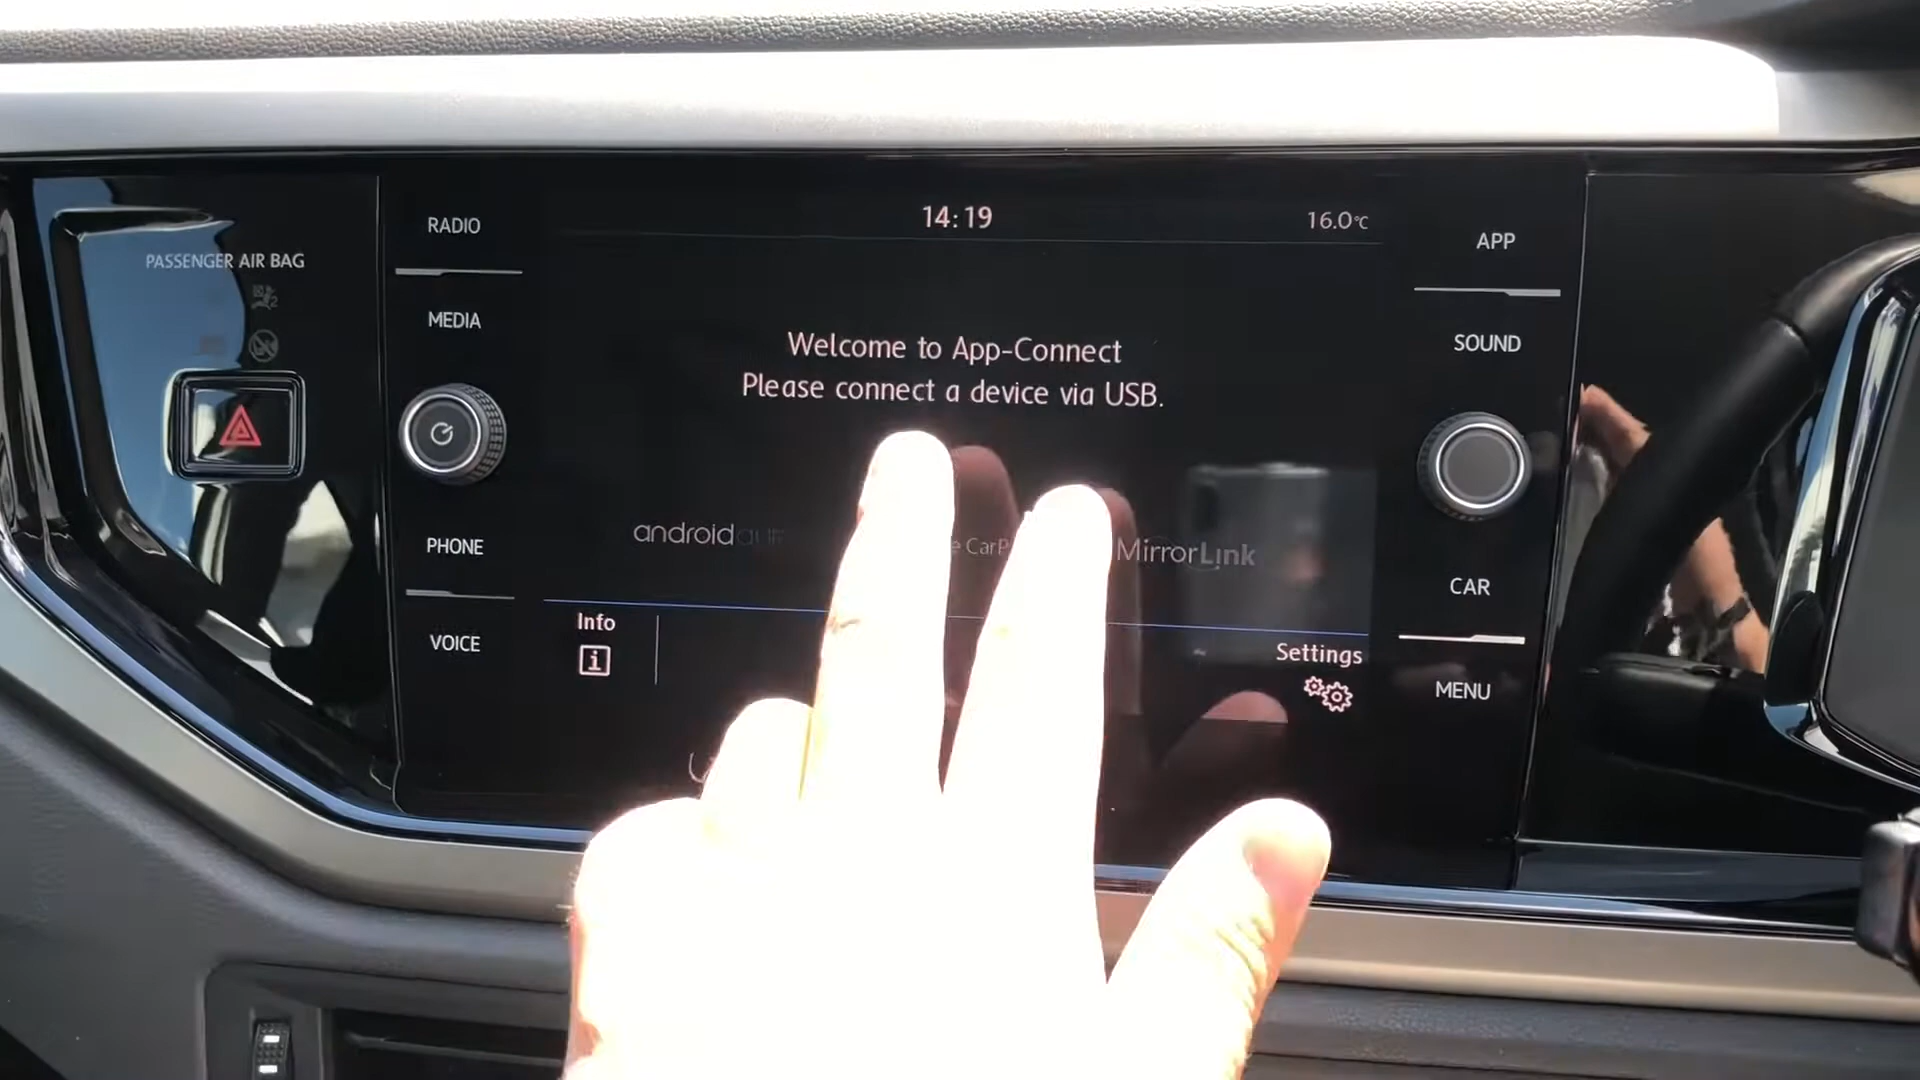 RADIO
MEDIA
PHONE
VOICE
PASSENGER AIR BAG
14:19
16.0°C
Welcome to App-Connect
Please connect a device via USB.
android
MirrorLink
Info
Settings
APP
SOUND
CAR
MENU